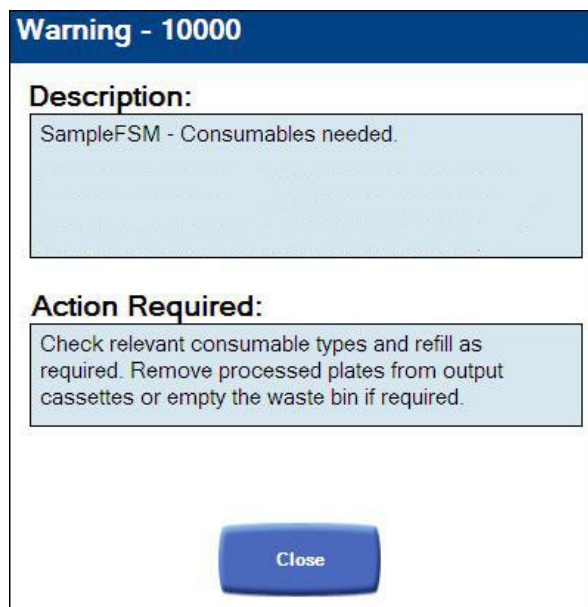 Warning - 10000
Description:
SampleFSM - Consumables needed.
Action Required:
Check relevant consumable types and refill as
required. Remove processed plates from output
cassettes or empty the waste bin if required.
Close